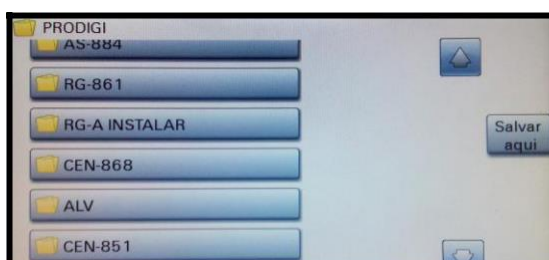 PRODIGI
AS-884
RG-861
RG-A INSTALAR
Salvar
aqui
CEN-868
ALV
CEN-851